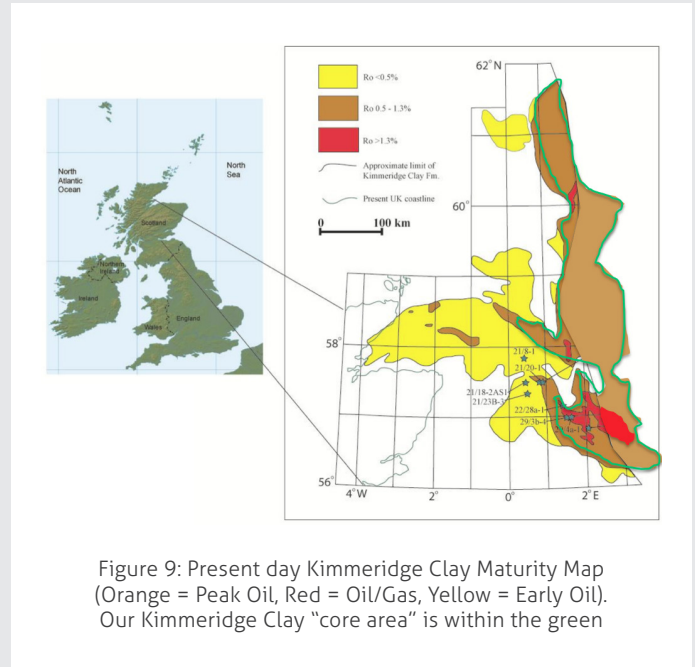 North
Atlantic
Ocean
North
Sea
Scotland
Northern
Ireland
Ireland
Wales
England
Ro <0.5%
Ro 0.5 - 1.3%
Ro >1.3%
Approximate limit of
Kimmeridge Clay Fm.
Present UK coastline
0 100 km
62° N
60°
58°
56°
4° W
2°
0°
2° E
21/8-1
21/20-1
21/18-2AS1
21/23B-3
22/28a-1
29/3b-4
Figure 9: Present day Kimmeridge Clay Maturity Map
(Orange = Peak Oil, Red = Oil/Gas, Yellow = Early Oil).
Our Kimmeridge Clay “core area” is within the green